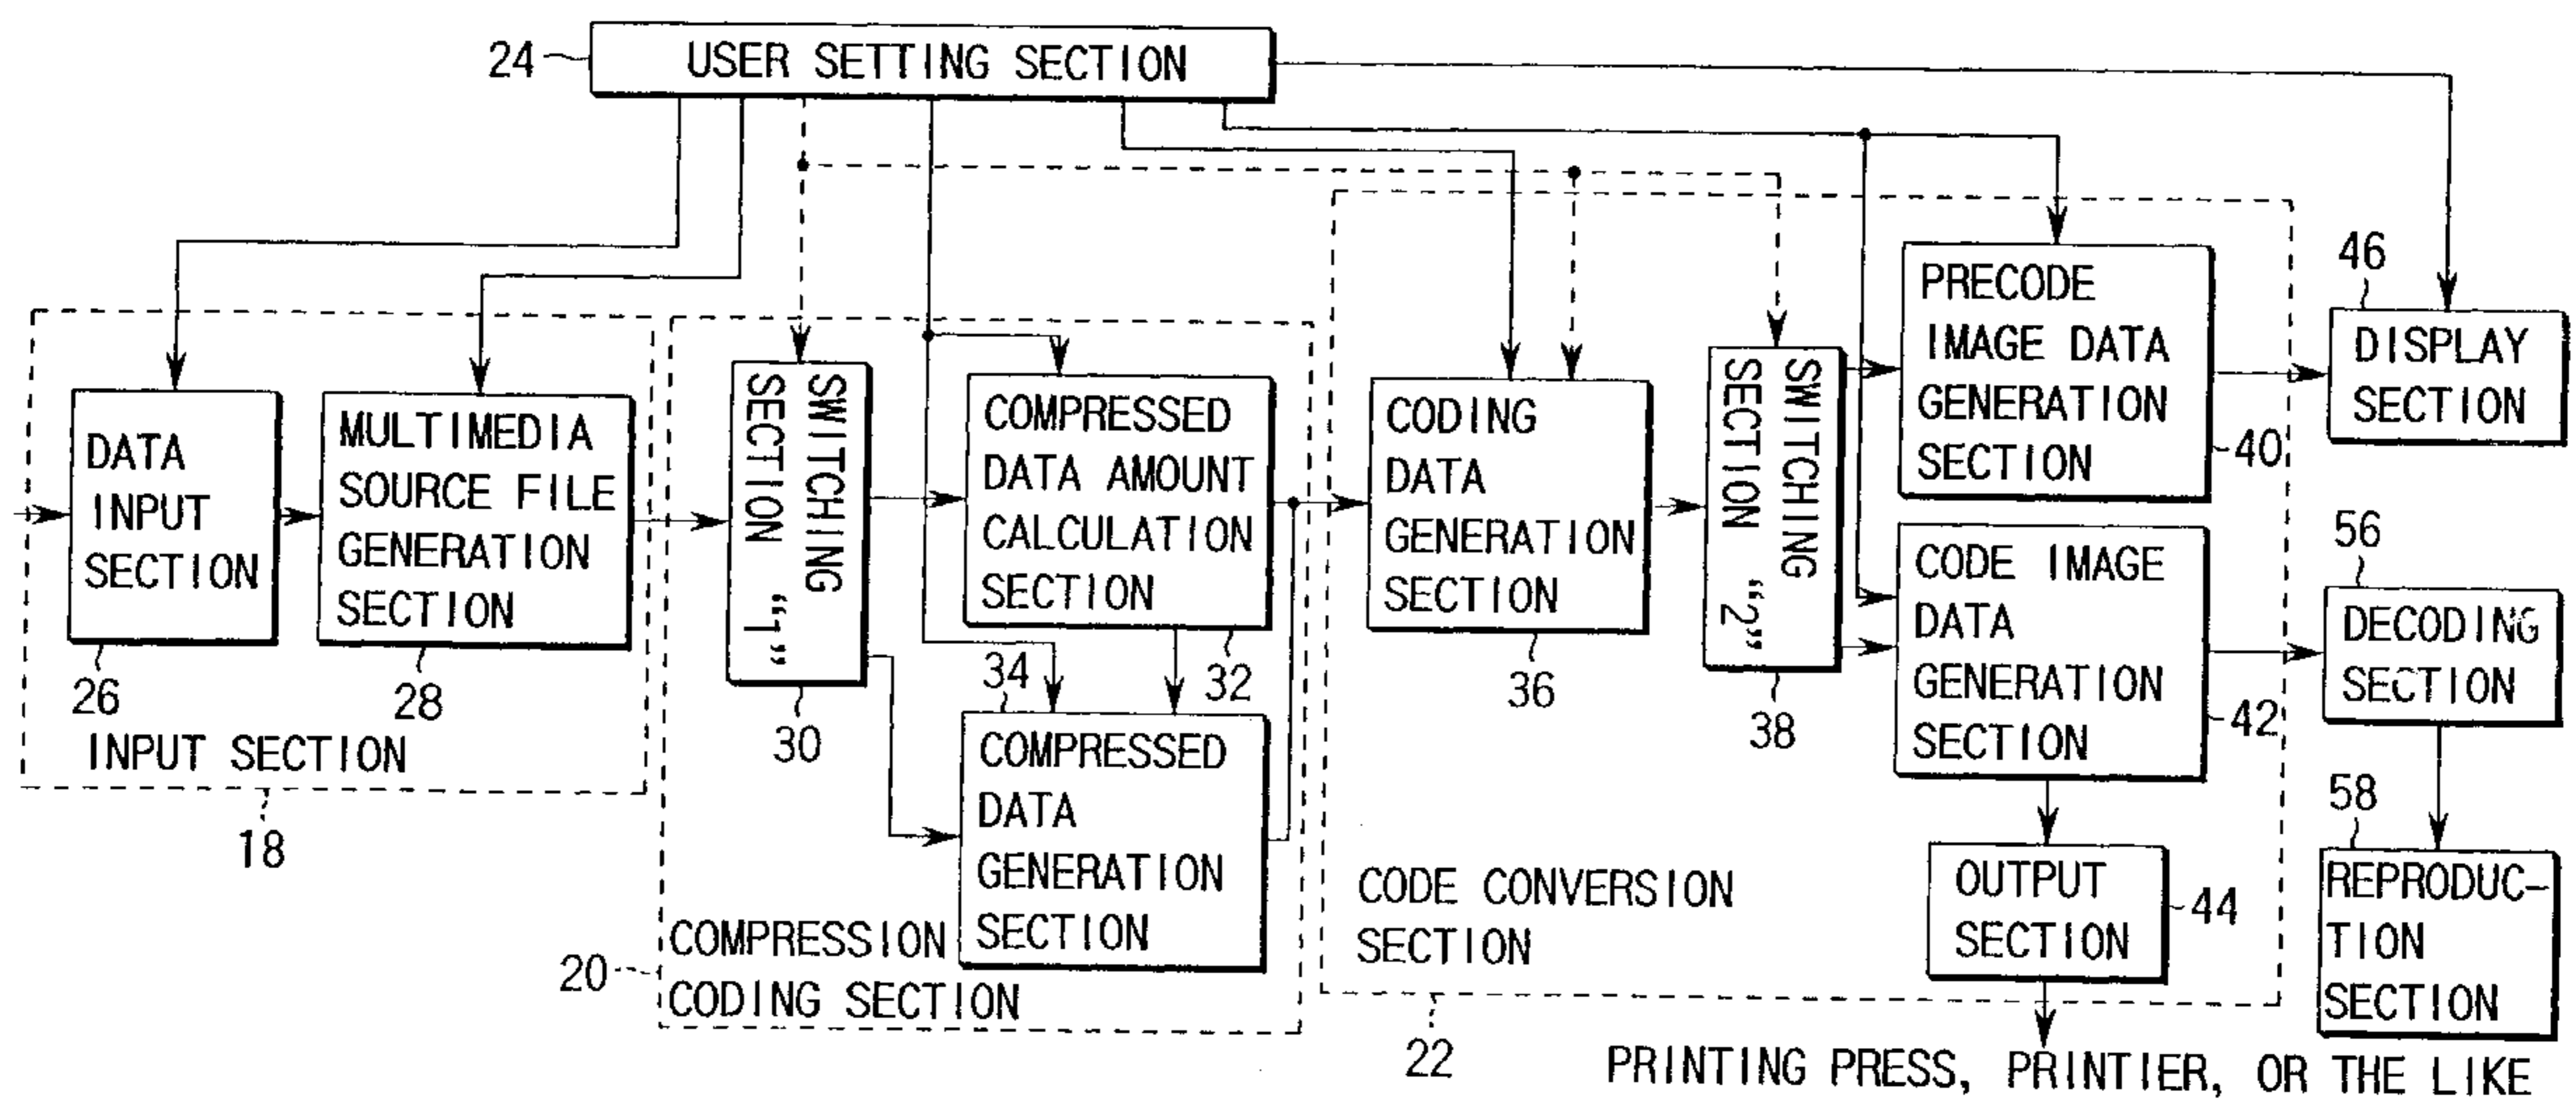 24
USER SETTING SECTION
DATA
INPUT
SECTION
26
MULTIMEDIA
SOURCE FILE
GENERATION
SECTION
28
INPUT SECTION
18
SWITCHING
SECTION "1"
30
COMPRESSED
DATA AMOUNT
CALCULATION
SECTION
32
34
COMPRESSED
DATA
GENERATION
SECTION
COMPRESSION
CODING SECTION
20
CODING
DATA
GENERATION
SECTION
36
SWITCHING
SECTION "2"
38
PRECODE
IMAGE DATA
GENERATION
SECTION
40
CODE IMAGE
DATA
GENERATION
SECTION
42
OUTPUT
SECTION
44
CODE CONVERSION
SECTION
22
46
DISPLAY
SECTION
56
DECODING
SECTION
58
REPRODUC-
TION
SECTION
PRINTING PRESS, PRINTIER, OR THE LIKE